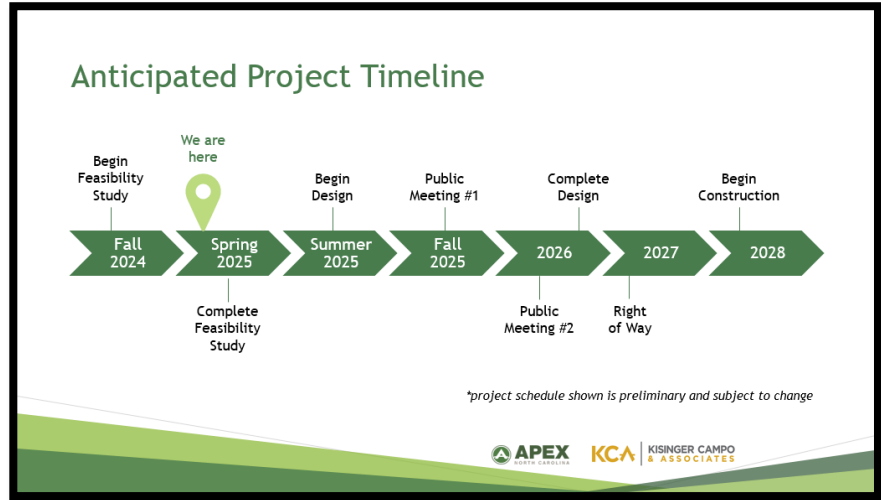 Anticipated Project Timeline
We are
here
Begin
Feasibility
Study
Begin
Design
Public
Meeting #1
Complete
Design
Begin
Construction
Fall
2024
Spring
2025
Summer
2025
Fall
2025
2026
2027
2028
Complete
Feasibility
Study
Public
Meeting #2
Right
of Way
*project schedule shown is preliminary and subject to change
APEX
NORTH CAROLINA
KCA
KISINGER CAMPO
& ASSOCIATES